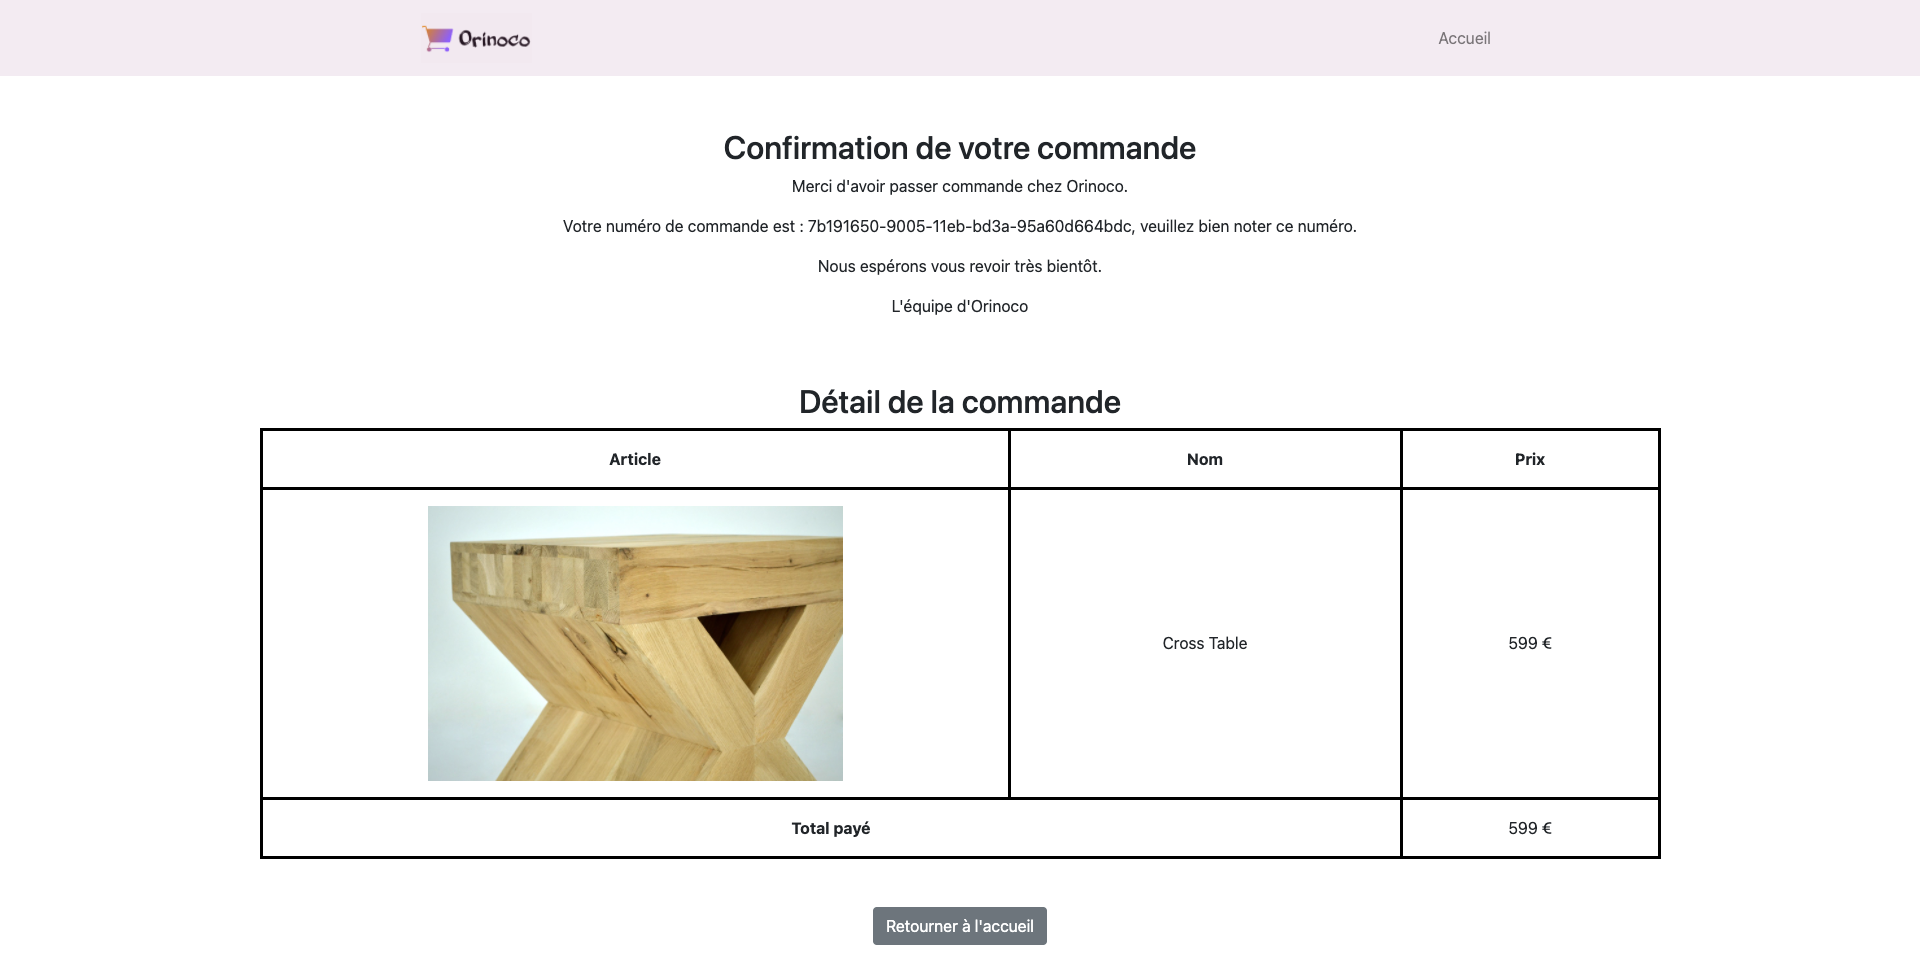 Orinoco
Accueil
Confirmation de votre commande
Merci d'avoir passer commande chez Orinoco.
Votre numéro de commande est : 7b191650-9005-11eb-bd3a-95a60d664bdc, veuillez bien noter ce numéro.
Nous espérons vous revoir très bientôt.
L'équipe d'Orinoco
Détail de la commande
Article Nom Prix
Cross Table 599 €
Total payé 599 €
Retourner à l'accueil